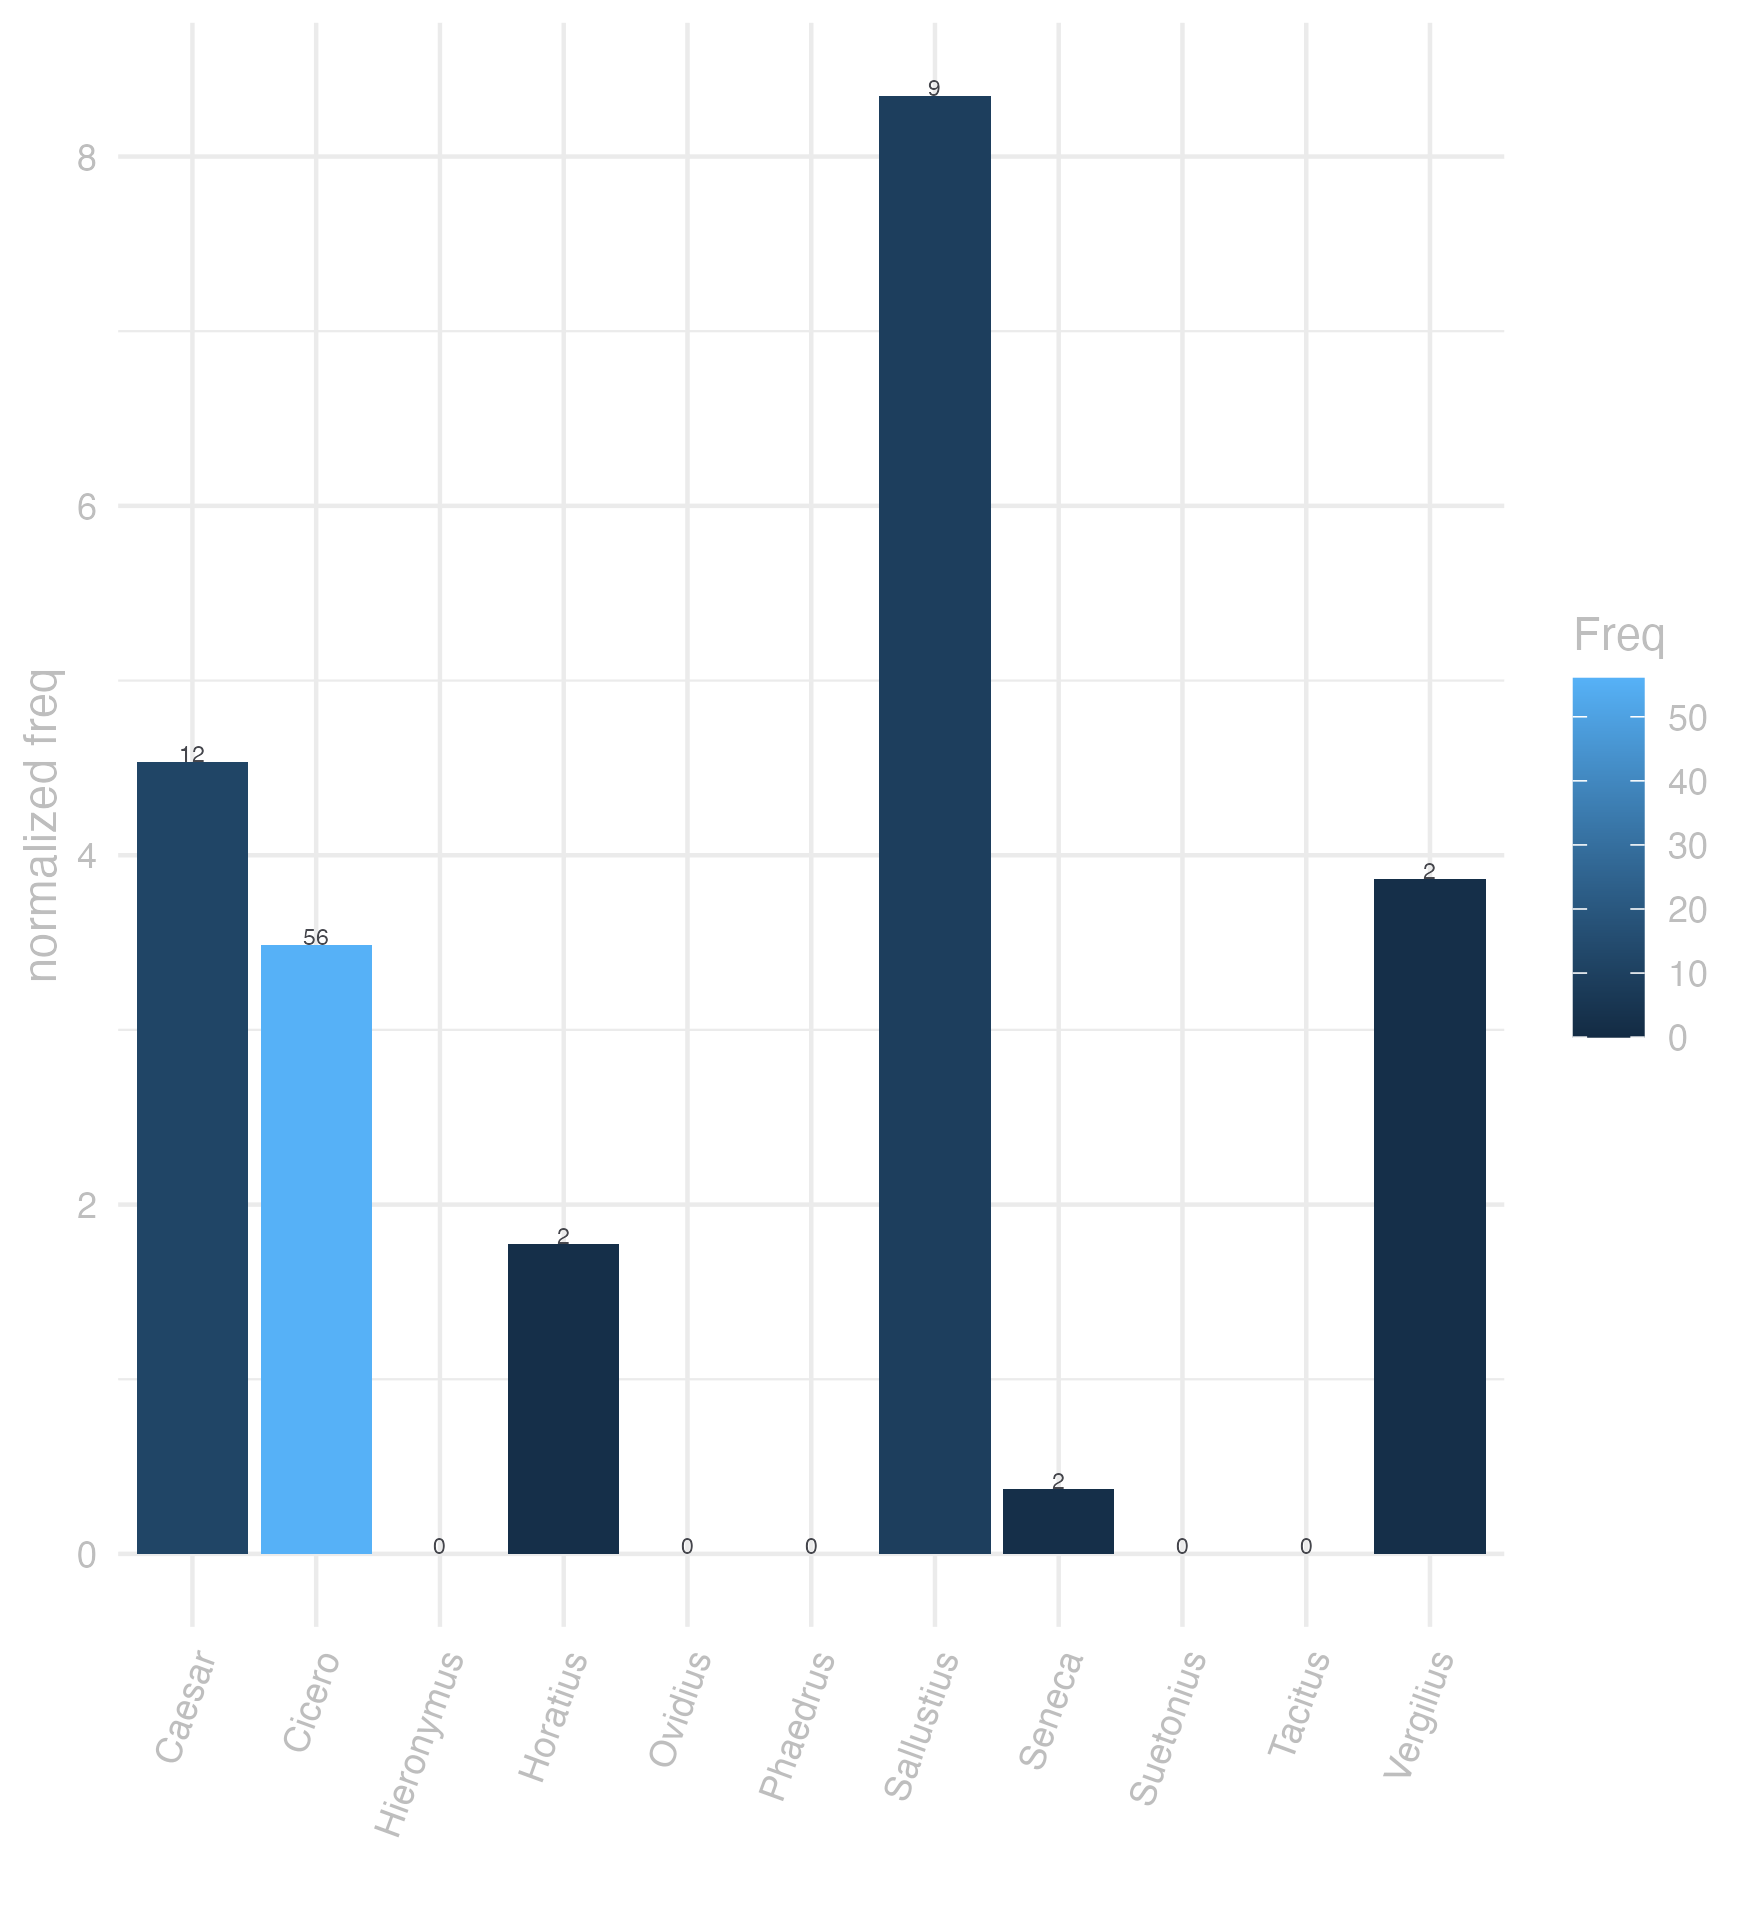 normalized freq
8
6
4
2
0
12
56
0
2
0
0
9
2
0
0
2
Caesar
Cicero
Hieronymus
Horatius
Ovidius
Phaedrus
Sallustius
Seneca
Suetonius
Tacitus
Vergilius
Freq
50
40
30
20
10
0